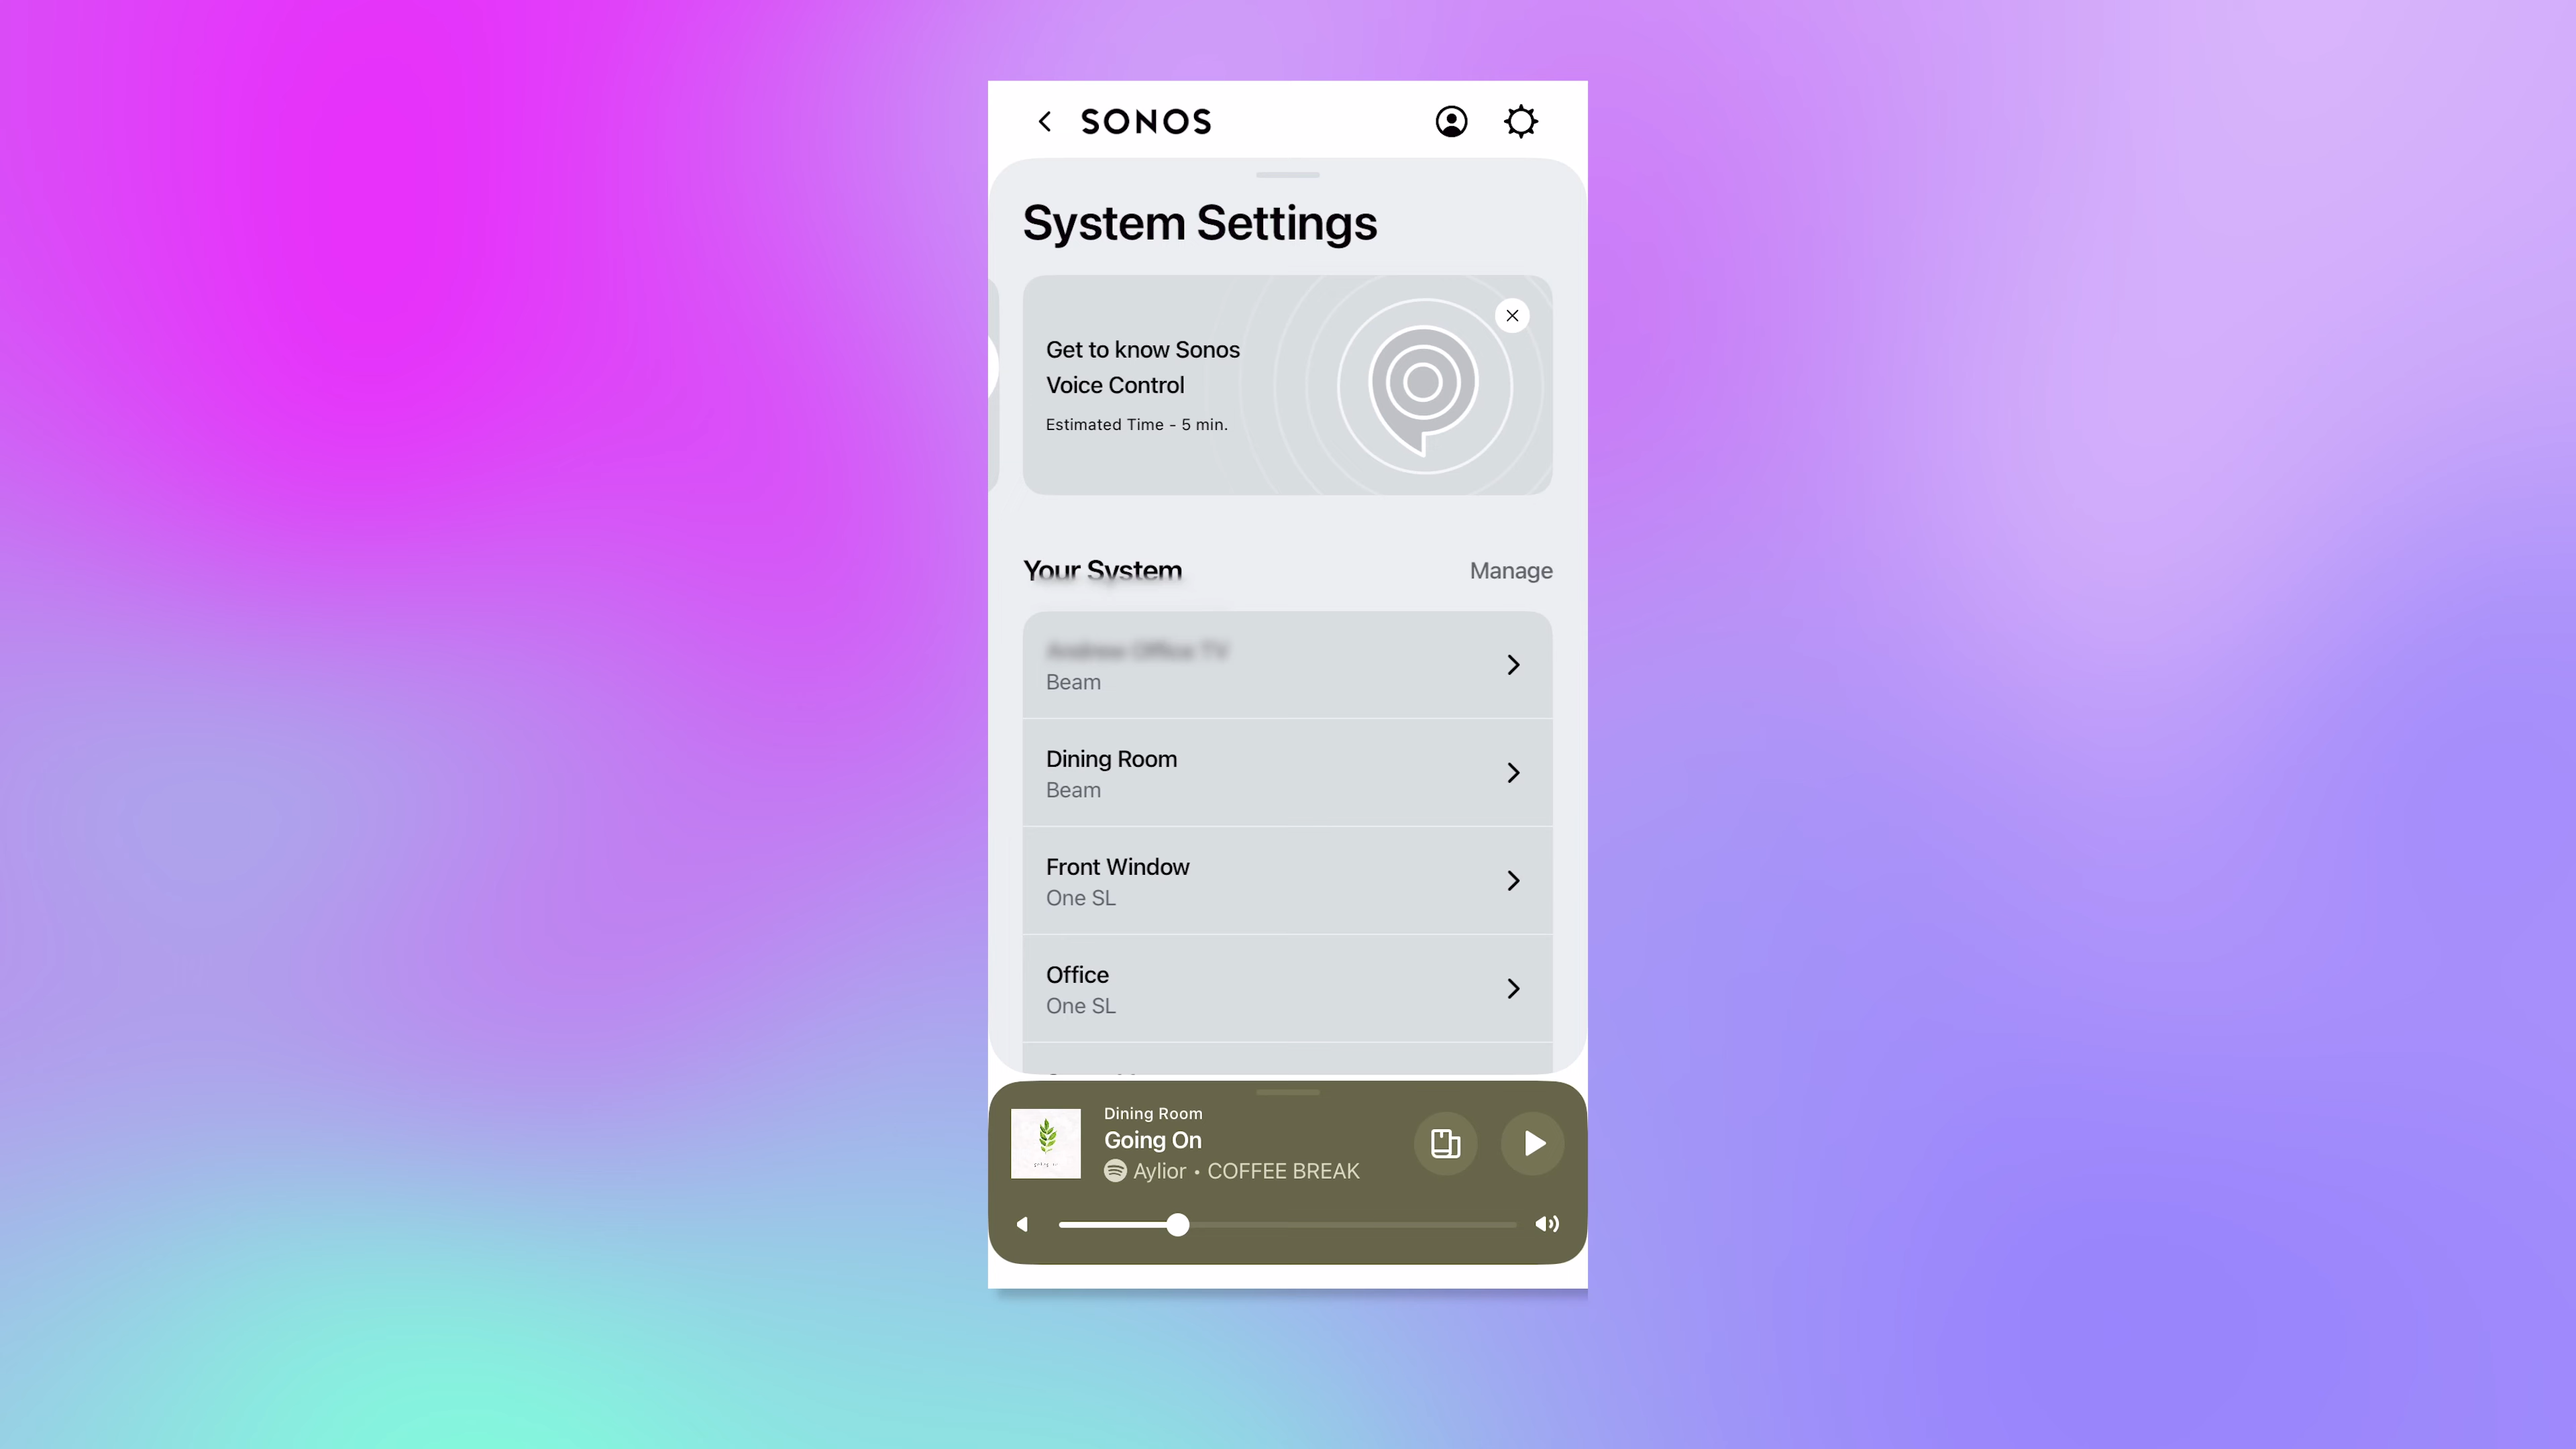 SONOS
System Settings
Get to know Sonos
Voice Control
Estimated Time - 5 min.
Your System
Manage
Beam
Dining Room
Beam
Front Window
One SL
Office
One SL
Dining Room
Going On
Aylior • COFFEE BREAK